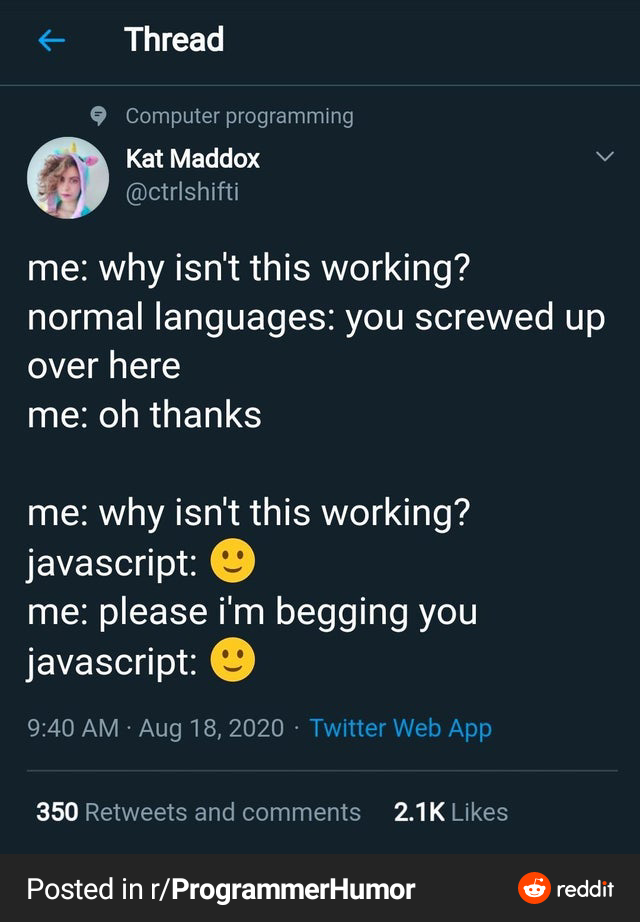 Thread
Computer programming
Kat Maddox
@ctrlshifti
me: why isn't this working?
normal languages: you screwed up
over here
me: oh thanks
me: why isn't this working?
javascript: 🙂
me: please i'm begging you
javascript: 🙂
9:40 AM · Aug 18, 2020 · Twitter Web App
350 Retweets and comments 2.1K Likes
Posted in r/ProgrammerHumor reddit